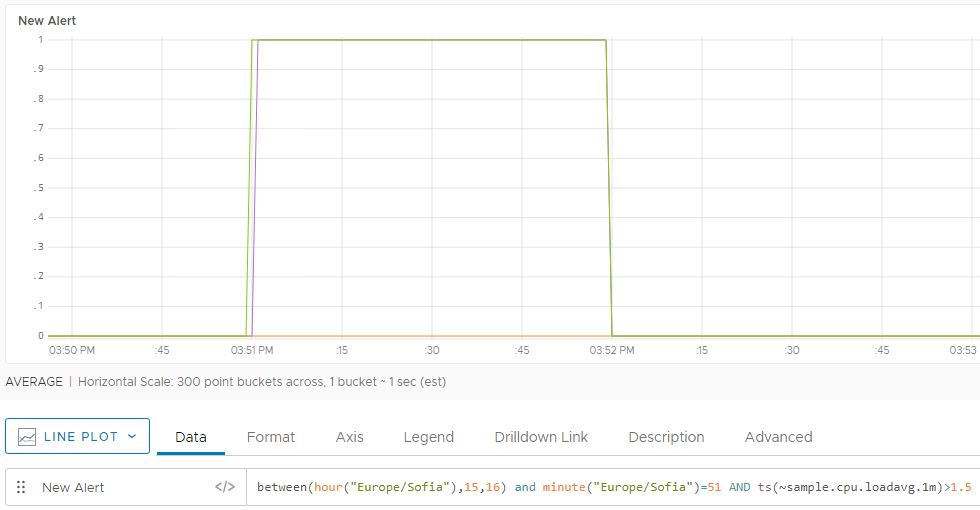 New Alert
1
.9
.8
.7
.6
.5
.4
.3
.2
.1
0
03:50 PM :45 03:51 PM :15 :30 :45 03:52 PM :15 :30 :45 03:53
AVERAGE | Horizontal Scale: 300 point buckets across, 1 bucket ~ 1 sec (est)
LINE PLOT Data Format Axis Legend Drilldown Link Description Advanced
New Alert </> between(hour("Europe/Sofia"),15,16) and minute("Europe/Sofia")=51 AND ts(~sample.cpu.loadavg.1m)>1.5